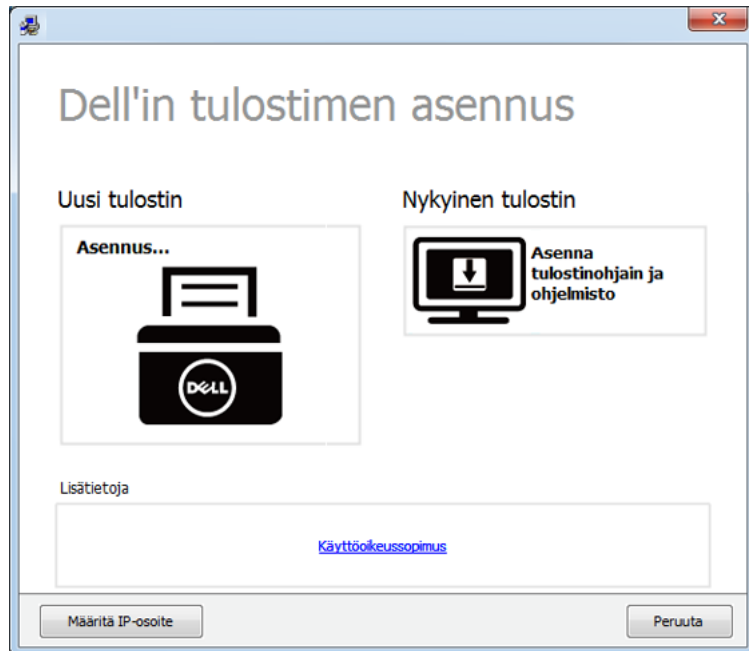 Dell'in tulostimen asennus
Uusi tulostin
Asennus...
DELL
Nykyinen tulostin
Asenna
tulostinohjain ja
ohjelmisto
Lisätietoja
Käyttöoikeussopimus
Määritä IP-osoite
Peruuta